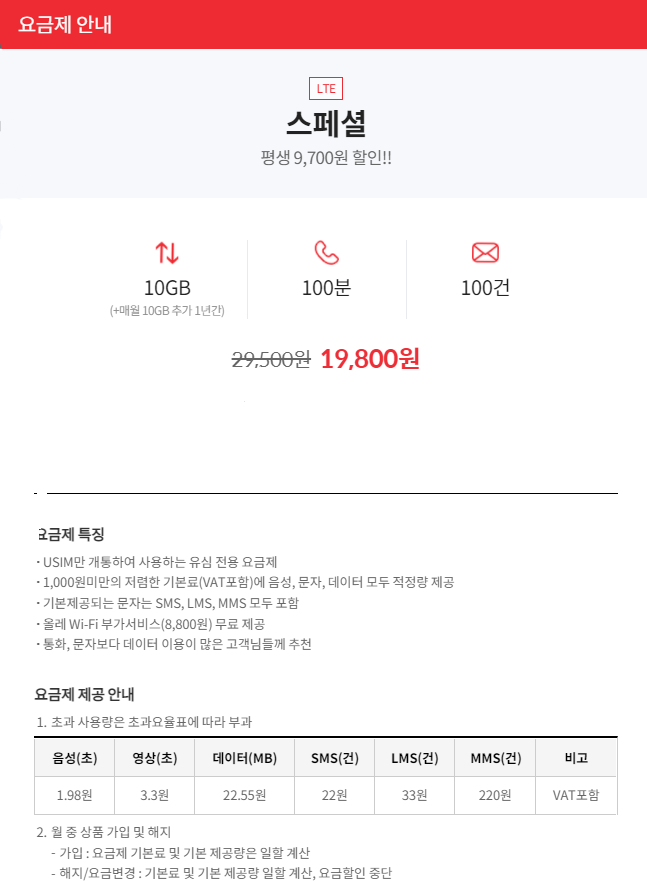 요금제 안내
LTE
스페셜
평생 9,700원 할인!!
10GB 100분 100건
(+매월 10GB 추가 1년간)
29,500원 19,800원
요금제 특징
· USIM만 개통하여 사용하는 유심 전용 요금제
· 1,000원미만의 저렴한 기본료(VAT포함)에 음성, 문자, 데이터 모두 적정량 제공
· 기본제공되는 문자는 SMS, LMS, MMS 모두 포함
· 올레 Wi-Fi 부가서비스(8,800원) 무료 제공
· 통화, 문자보다 데이터 이용이 많은 고객님들께 추천
요금제 제공 안내
1. 초과 사용량은 초과요율표에 따라 부과
음성(초) 영상(초) 데이터(MB) SMS(건) LMS(건) MMS(건) 비고
1.98원 3.3원 22.55원 22원 33원 220원 VAT포함
2. 월 중 상품 가입 및 해지
- 가입 : 요금제 기본료 및 기본 제공량은 일할 계산
- 해지/요금변경 : 기본료 및 기본 제공량 일할 계산, 요금할인 중단